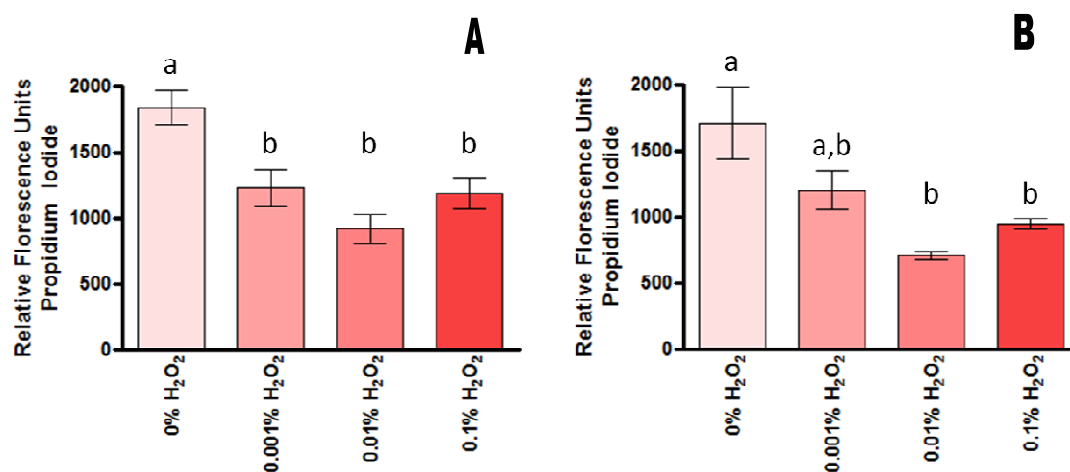 A
Relative Florescence Units
Propidium Iodide
2000
1500
1000
500
0
a
b
b
b
0% H₂O₂
0.001% H₂O₂
0.01% H₂O₂
0.1% H₂O₂
B
Relative Florescence Units
Propidium Iodide
2000
1500
1000
500
0
a
a,b
b
b
0% H₂O₂
0.001% H₂O₂
0.01% H₂O₂
0.1% H₂O₂